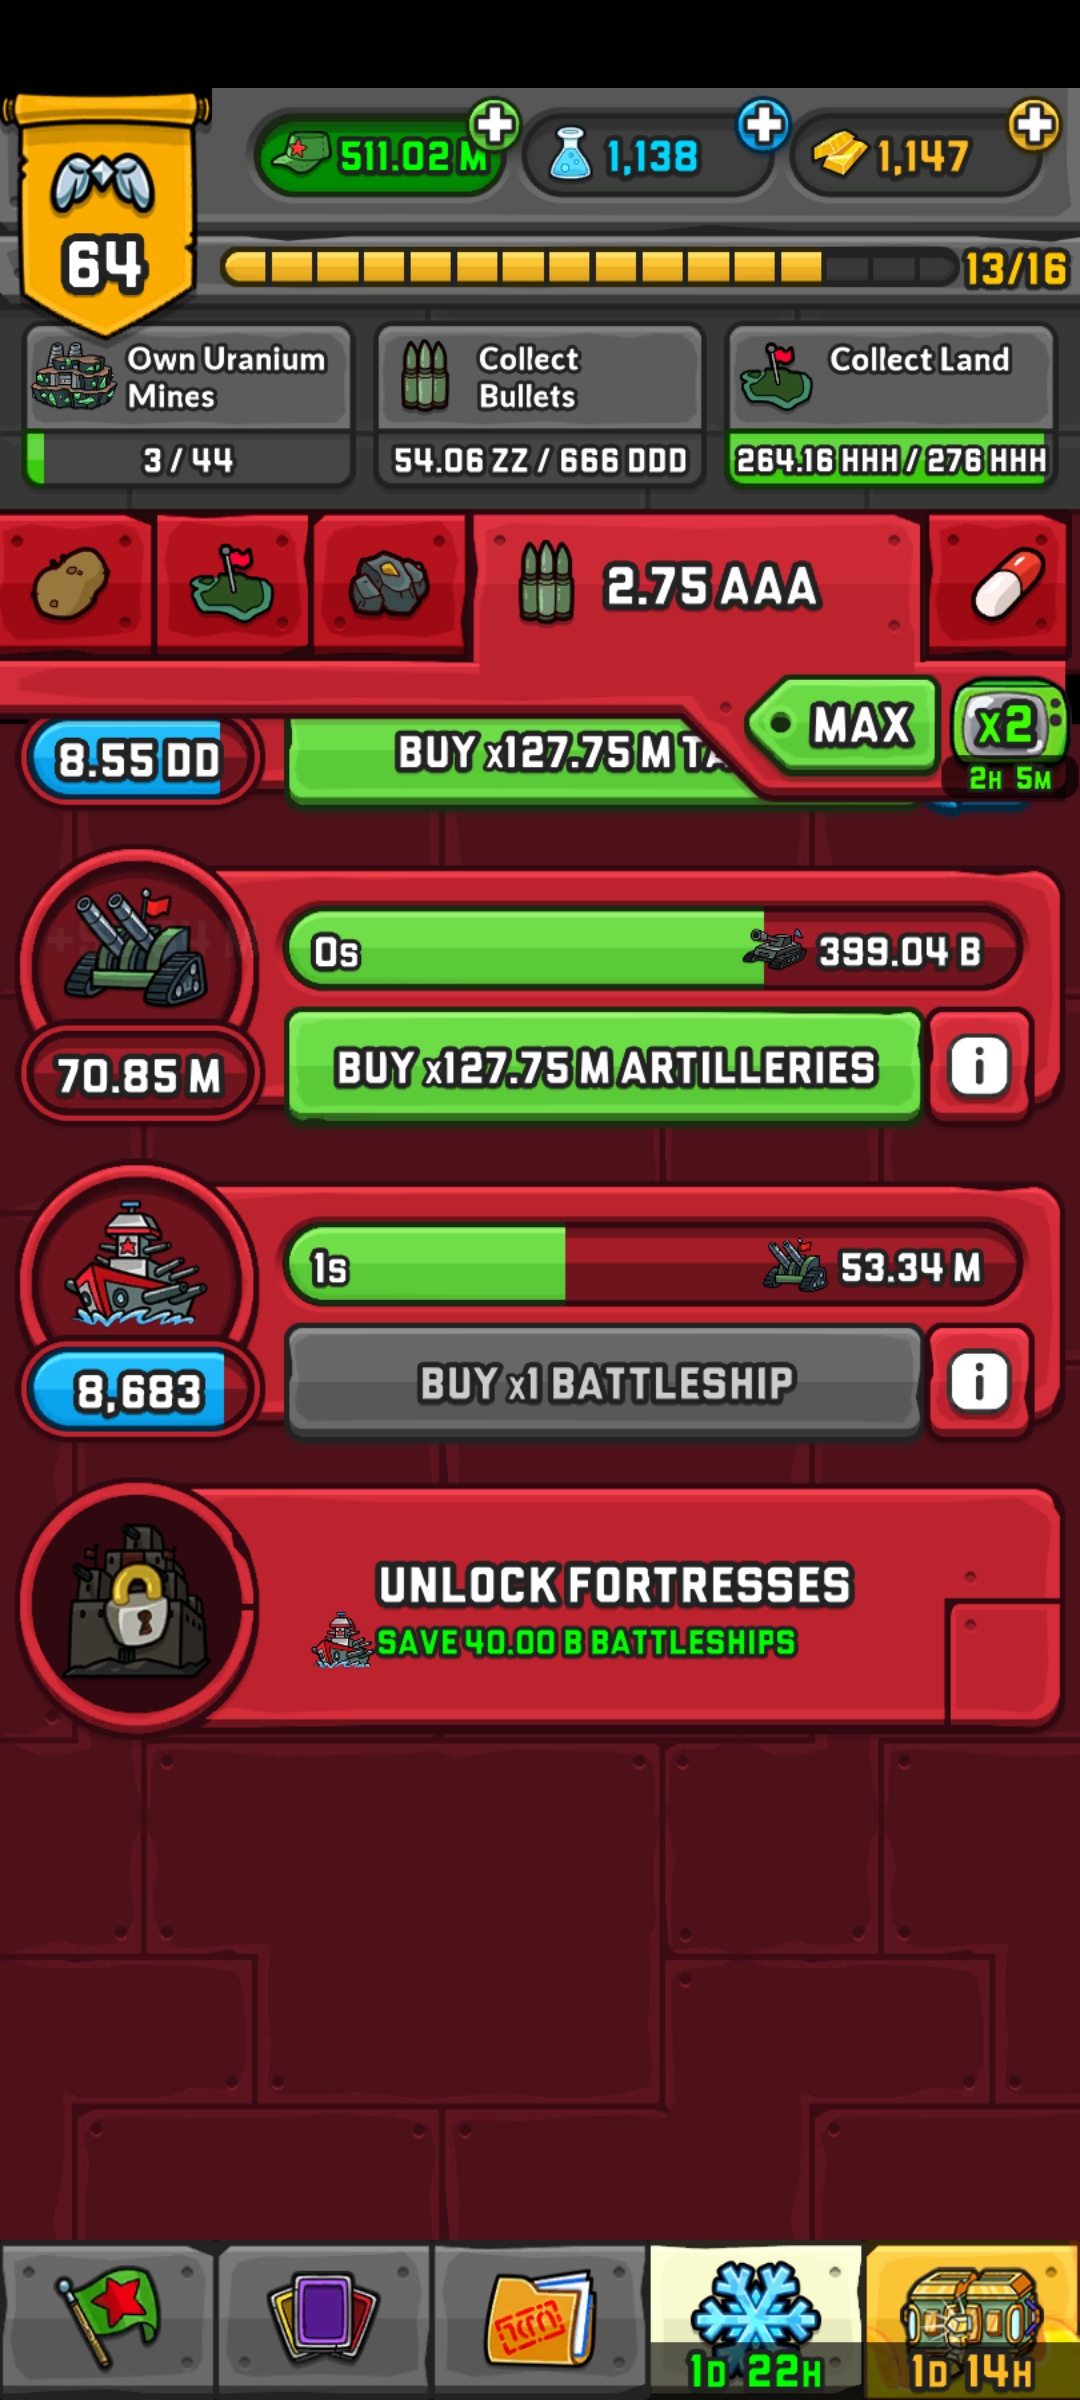 511.02 M
1,138
1,147
64
13/16
Own Uranium
Mines
3 / 44
Collect
Bullets
54.06 ZZ / 666 DDD
Collect Land
264.16 HHH / 276 HHH
2.75 AAA
MAX
X2
2H 5M
8.55 DD
BUY x127.75 M TA
0s
399.04 B
70.85 M
BUY x127.75 M ARTILLERIES
i
1s
53.34 M
8,683
BUY x1 BATTLESHIP
i
UNLOCK FORTRESSES
SAVE 40.00 B BATTLESHIPS
1D 22H
1D 14H